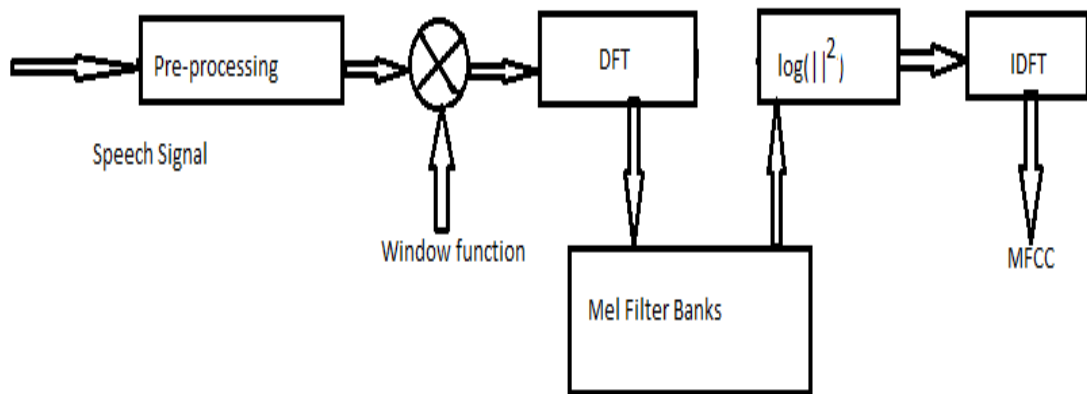 Pre-processing
DFT
log(||²)
IDFT
Speech Signal
Window function
Mel Filter Banks
MFCC